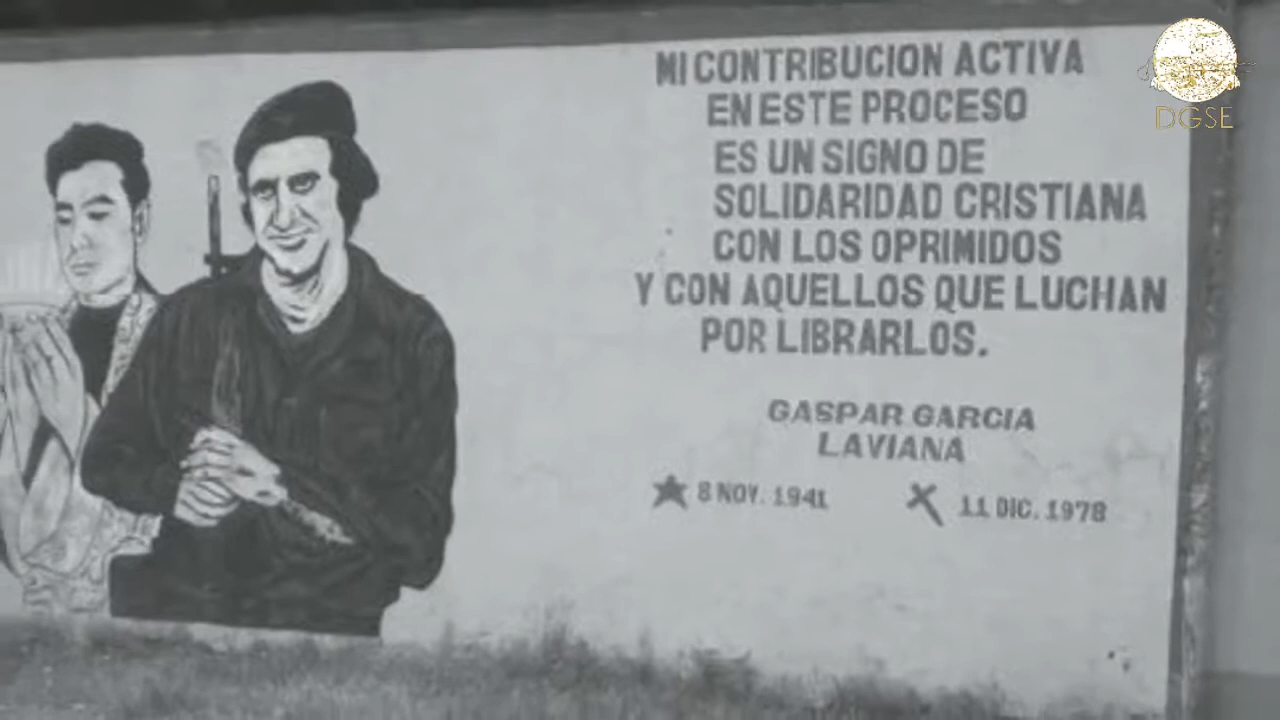 MI CONTRIBUCION ACTIVA
EN ESTE PROCESO
ES UN SIGNO DE
SOLIDARIDAD CRISTIANA
CON LOS OPRIMIDOS
Y CON AQUELLOS QUE LUCHAN
POR LIBRARLOS.
GASPAR GARCIA
LAVIANA
8 NOV. 1941
11 DIC. 1978
DGSE